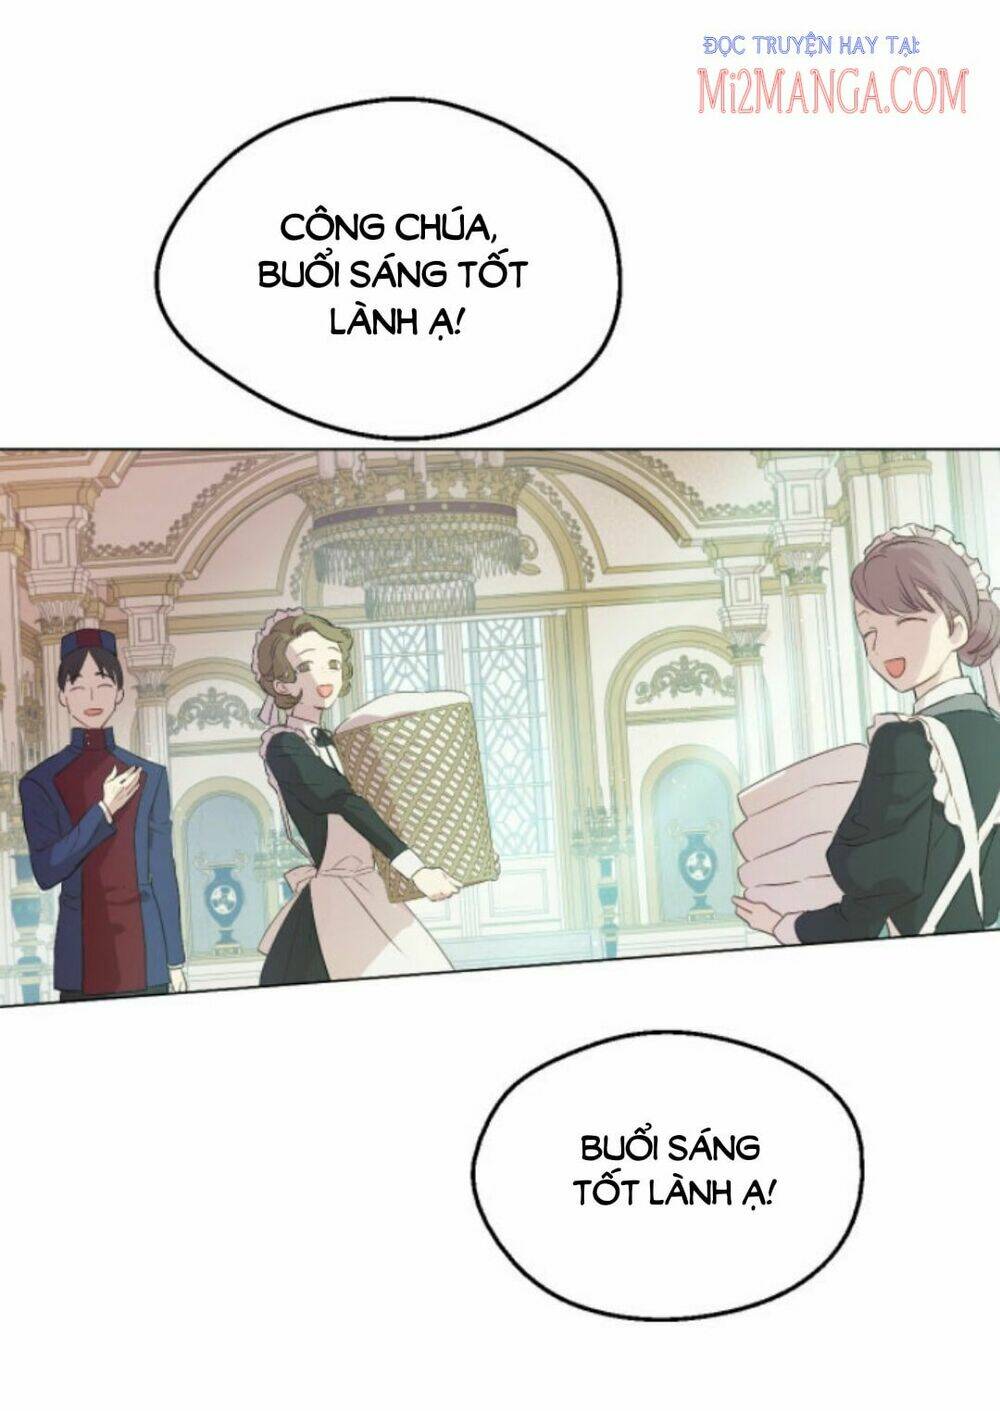 ĐỌC TRUYỆN HAY TẠI:
MI2MANGA.COM
CÔNG CHÚA,
BUỔI SÁNG TỐT
LÀNH Ạ!
BUỔI SÁNG
TỐT LÀNH Ạ!